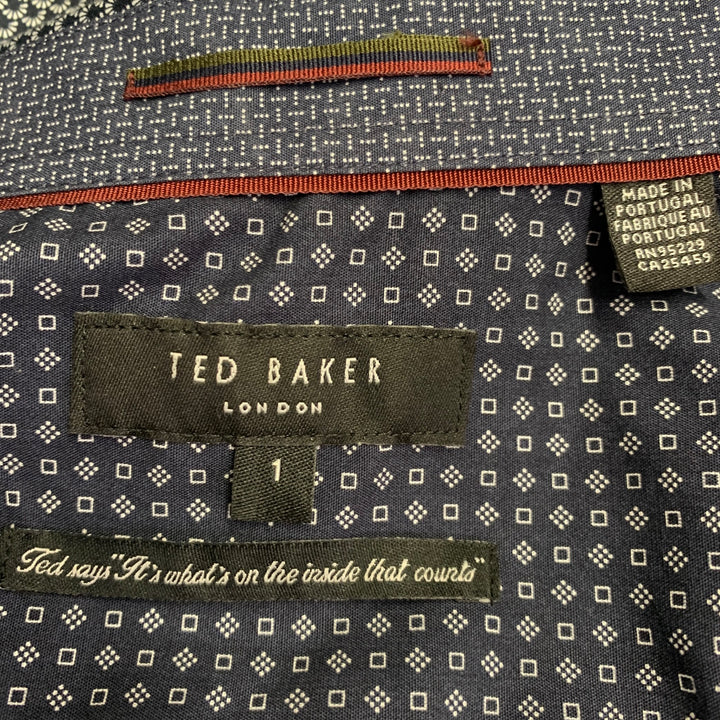 MADE IN
PORTUGAL
FABRIQUE AU
PORTUGAL
RN95229
CA25459
TED BAKER
LONDON
1
Ted says "It's what's on the inside that counts"